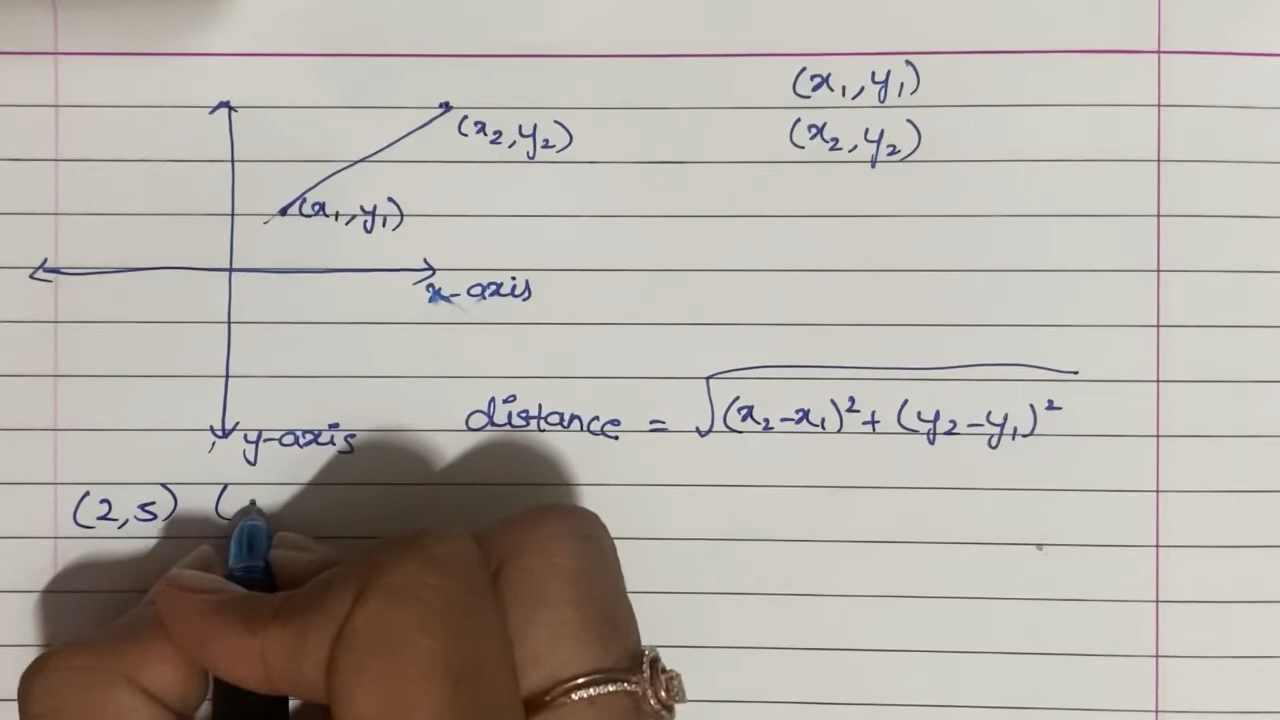 (x₁,y₁)
(x₂,y₂)
(x₂,y₂)
(x₁,y₁)
x-axis
distance = √(x₂-x₁)² + (y₂-y₁)²
y-axis
(2,5) (